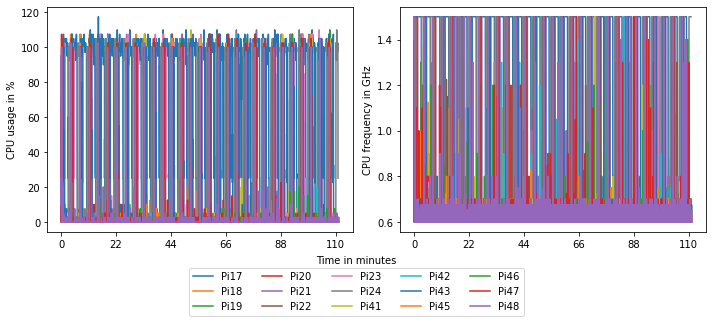 CPU usage in %
120
100
80
60
40
20
0
0 22 44 66 88 110
CPU frequency in GHz
1.4
1.2
1.0
0.8
0.6
0 22 44 66 88 110
Time in minutes
Pi17 Pi20 Pi23 Pi42 Pi46
Pi18 Pi21 Pi24 Pi43 Pi47
Pi19 Pi22 Pi41 Pi45 Pi48